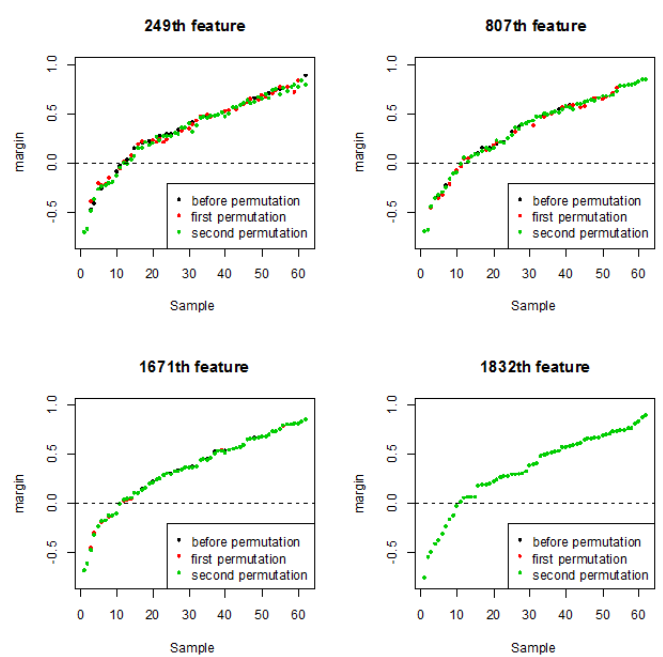 249th feature
margin
1.0
0.5
0.0
-0.5
before permutation
first permutation
second permutation
0 10 20 30 40 50 60
Sample
807th feature
margin
1.0
0.5
0.0
-0.5
before permutation
first permutation
second permutation
0 10 20 30 40 50 60
Sample
1671th feature
margin
1.0
0.5
0.0
-0.5
before permutation
first permutation
second permutation
0 10 20 30 40 50 60
Sample
1832th feature
margin
1.0
0.5
0.0
-0.5
before permutation
first permutation
second permutation
0 10 20 30 40 50 60
Sample